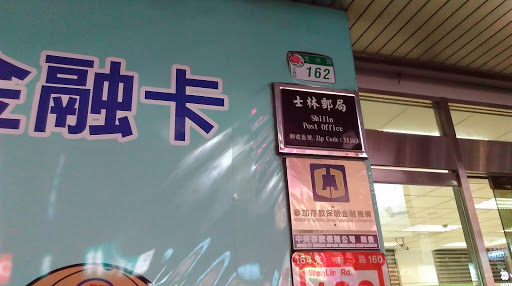 金融卡
162
士林郵局
Shilin
Post Office
郵遞區號 Zip Code: 11163
參加存款保險金融機構
中央存款保險公司
164
160
WenLin Rd.